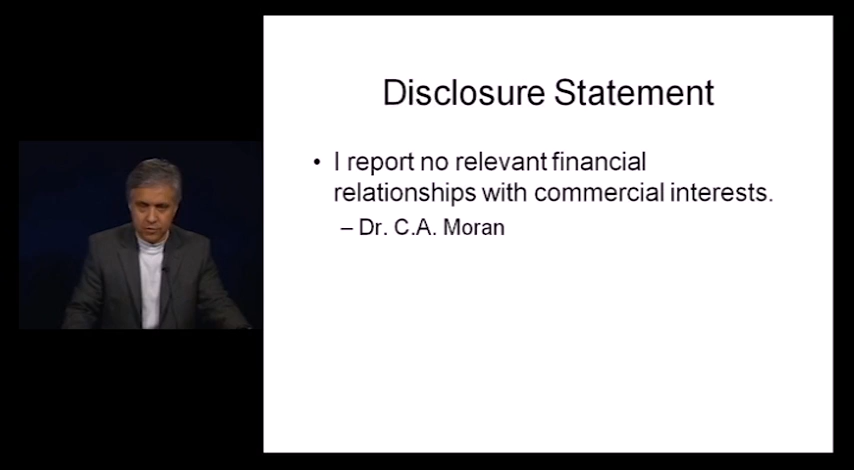 Disclosure Statement
• I report no relevant financial
relationships with commercial interests.
– Dr. C.A. Moran